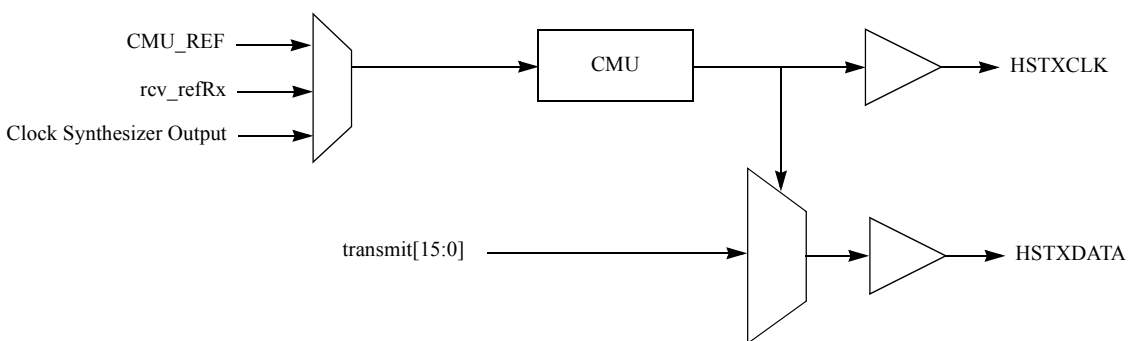 CMU_REF
rcv_refRx
Clock Synthesizer Output
CMU
HSTXCLK
transmit[15:0]
HSTXDATA